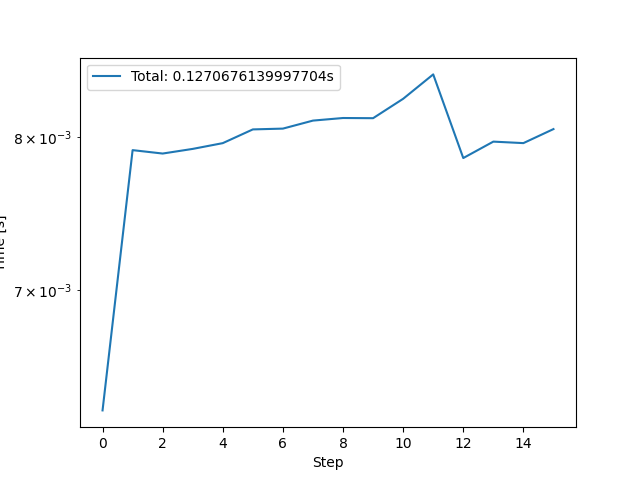 Total: 0.1270676139997704s
8 × 10⁻³
7 × 10⁻³
[s]
0 2 4 6 8 10 12 14
Step